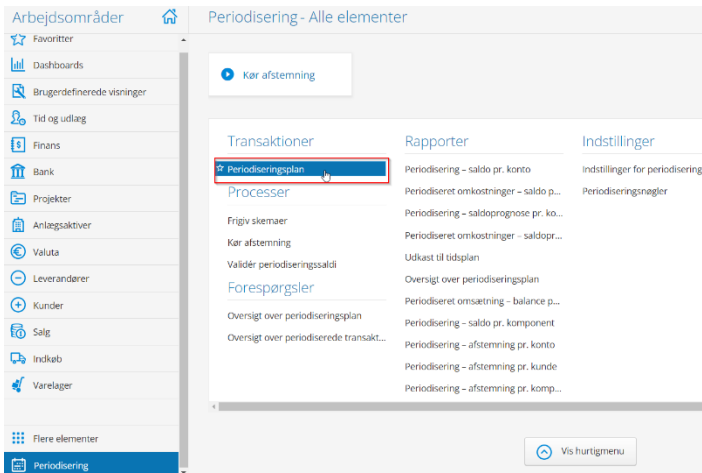 Arbejdsområder
Favoritter
Dashboards
Brugerdefinerede visninger
Tid og udlæg
Finans
Bank
Projekter
Anlægsaktiver
Valuta
Leverandører
Kunder
Salg
Indkøb
Varelager
Flere elementer
Periodisering
Periodisering - Alle elementer
Kør afstemning
Transaktioner
Periodiseringsplan
Processer
Frigiv skemaer
Kør afstemning
Validér periodiseringssaldi
Forespørgsler
Oversigt over periodiseringsplan
Oversigt over periodiserede transakt...
Rapporter
Periodisering – saldo pr. konto
Periodiseret omkostninger – saldo p...
Periodisering – saldoprognose pr. ko...
Periodiseret omkostninger – saldopr...
Udkast til tidsplan
Oversigt over periodiseringsplan
Periodiseret omsætning – balance p...
Periodisering – saldo pr. komponent
Periodisering – afstemning pr. konto
Periodisering – afstemning pr. kunde
Periodisering – afstemning pr. komp...
Indstillinger
Indstillinger for periodisering
Periodiseringsnøgler
Vis hurtigmenu